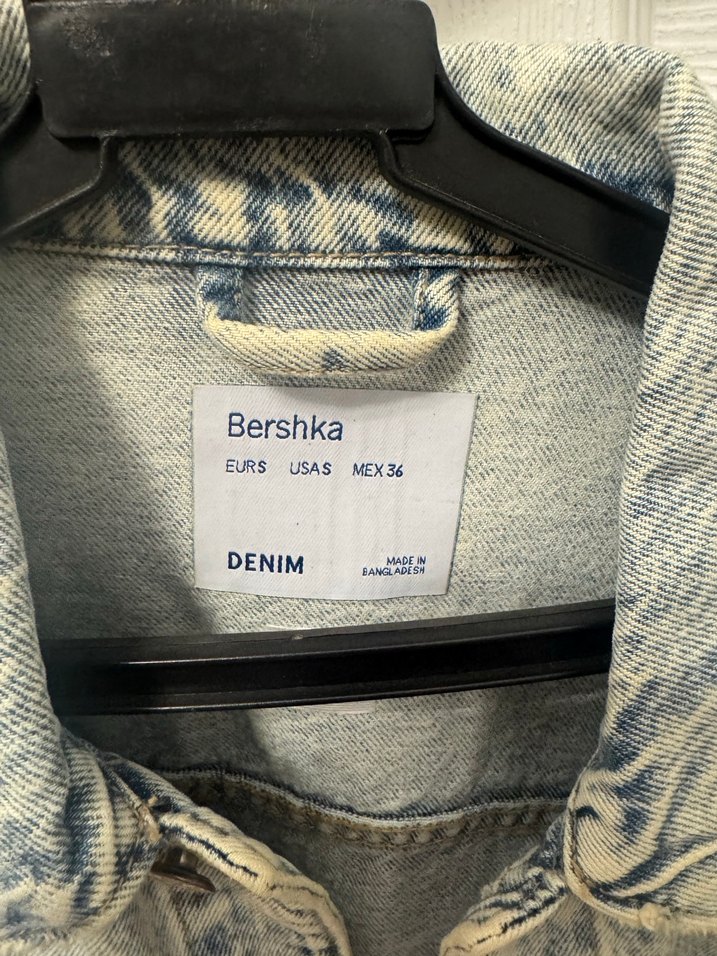 Bershka
EUR S USA S MEX 36
DENIM
MADE IN
BANGLADESH